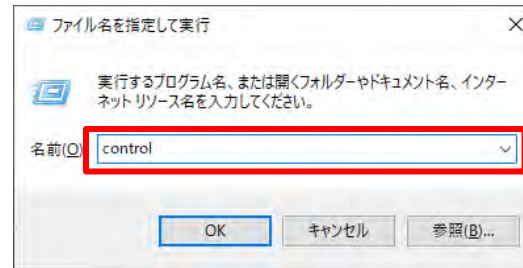 ファイル名を指定して実行
実行するプログラム名、または開くフォルダーやドキュメント名、インター
ネット リソース名を入力してください。
名前(O) control
OK キャンセル 参照(B)...